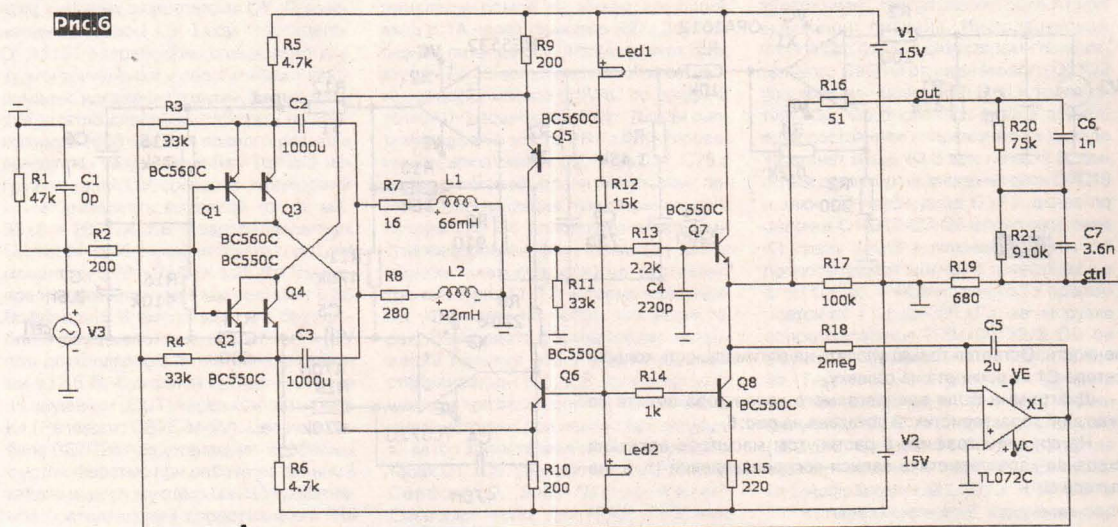 Рис.6
R5
4.7k
R9
200
Led1
V1
15V
R16
51
out
R3
33K
C2
1000u
BC560C
Q5
R20
75k
C6
1n
R1
47k
C1
0p
BC560C
Q1
Q3
R7
16
L1
66mH
R12
15k
BC550C
R2
200
BC560C
BC550C
R13
2.2k
Q7
R21
910k
C7
3.6n
ctrl
Q4
R8
280
L2
22mH
R11
33K
C4
220p
R17
100k
R19
680
V3
Q2
R4
33K
BC550C
C3
1000u
BC550C
Q6
R14
1k
R18
2meg
C5
2u
Q8
BC550C
VE
X1
VC
TL072C
R6
4.7k
R10
200
Led2
R15
220
V2
15V